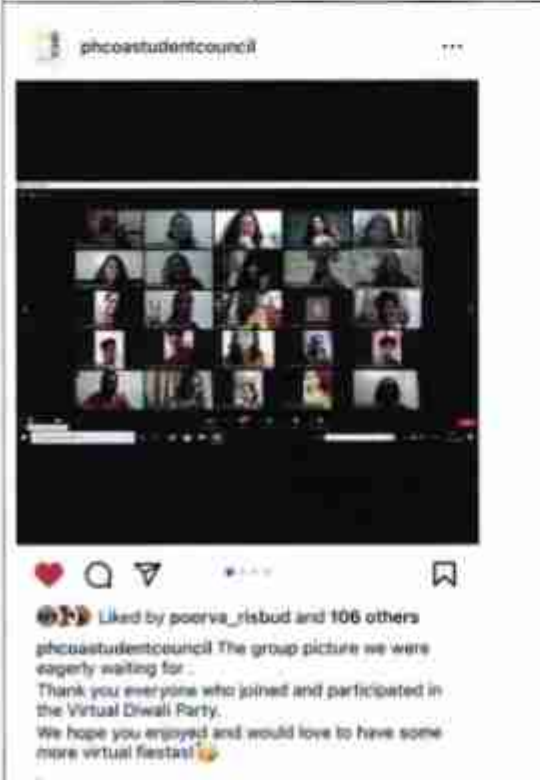 phcoastudentcouncil
Liked by poorva_risbud and 106 others
phcoastudentcouncil The group picture we were
eagerly waiting for .
Thank you everyone who joined and participated in
the Virtual Diwali Party.
We hope you enjoyed and would love to have some
more virtual fiestas!